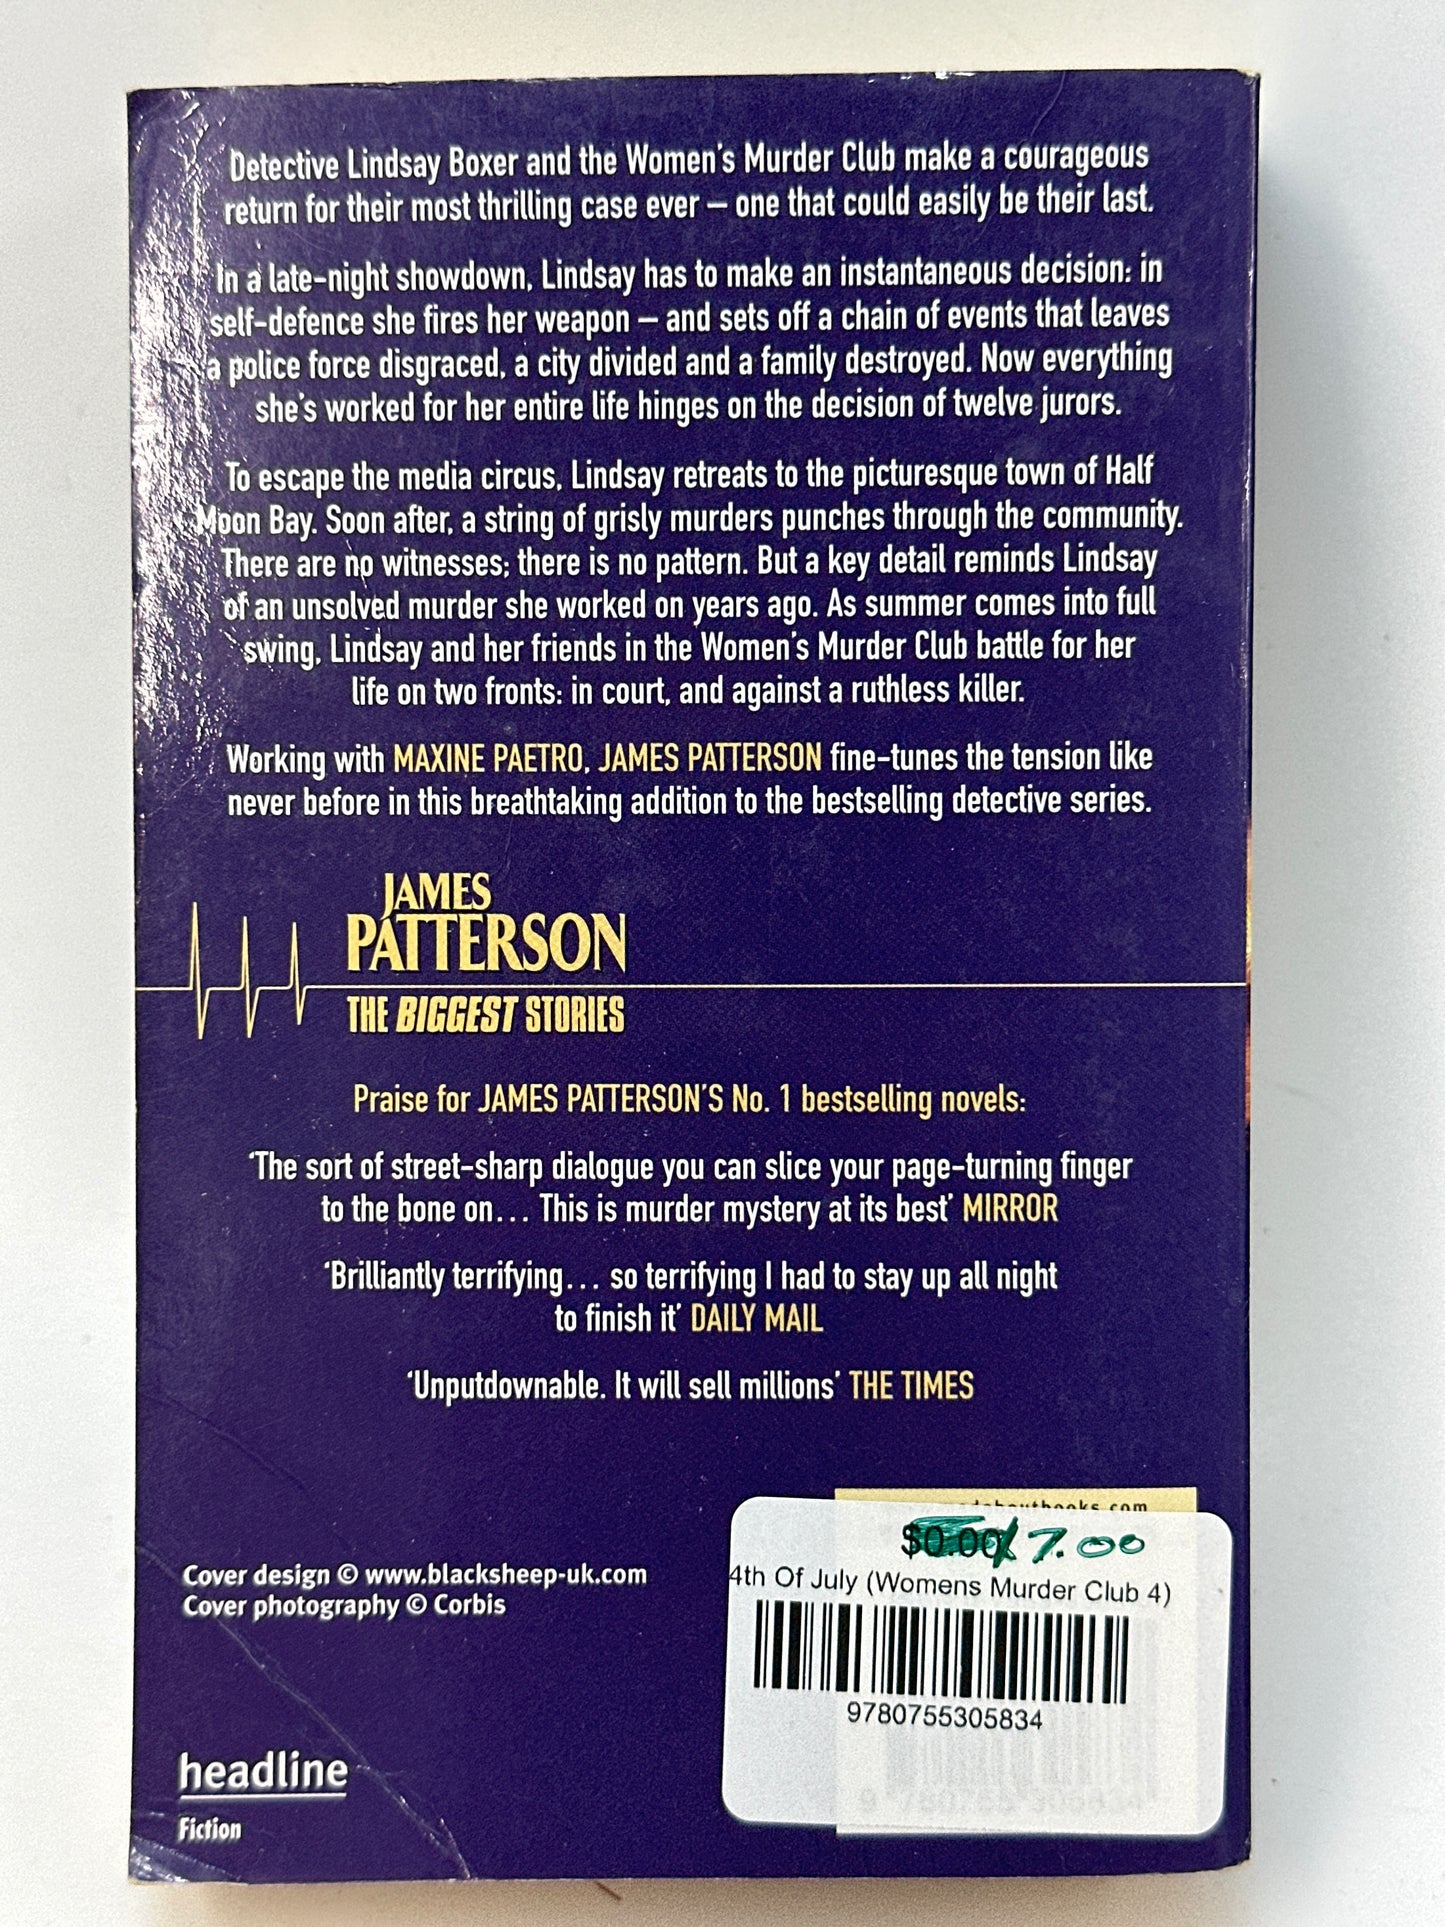 Detective Lindsay Boxer and the Women's Murder Club make a courageous
return for their most thrilling case ever – one that could easily be their last.
In a late-night showdown, Lindsay has to make an instantaneous decision: in
self-defence she fires her weapon – and sets off a chain of events that leaves
a police force disgraced, a city divided and a family destroyed. Now everything
she's worked for her entire life hinges on the decision of twelve jurors.
To escape the media circus, Lindsay retreats to the picturesque town of Half
Moon Bay. Soon after, a string of grisly murders punches through the community.
There are no witnesses; there is no pattern. But a key detail reminds Lindsay
of an unsolved murder she worked on years ago. As summer comes into full
swing, Lindsay and her friends in the Women's Murder Club battle for her
life on two fronts: in court, and against a ruthless killer.
Working with MAXINE PAETRO, JAMES PATTERSON fine-tunes the tension like
never before in this breathtaking addition to the bestselling detective series.
JAMES
PATTERSON
THE BIGGEST STORIES
Praise for JAMES PATTERSON'S No. 1 bestselling novels:
'The sort of street-sharp dialogue you can slice your page-turning finger
to the bone on... This is murder mystery at its best' MIRROR
'Brilliantly terrifying... so terrifying I had to stay up all night
to finish it' DAILY MAIL
'Unputdownable. It will sell millions' THE TIMES
$0.00 7.00
4th Of July (Womens Murder Club 4)
9780755305834
Cover design © www.blacksheep-uk.com
Cover photography © Corbis
headline
Fiction